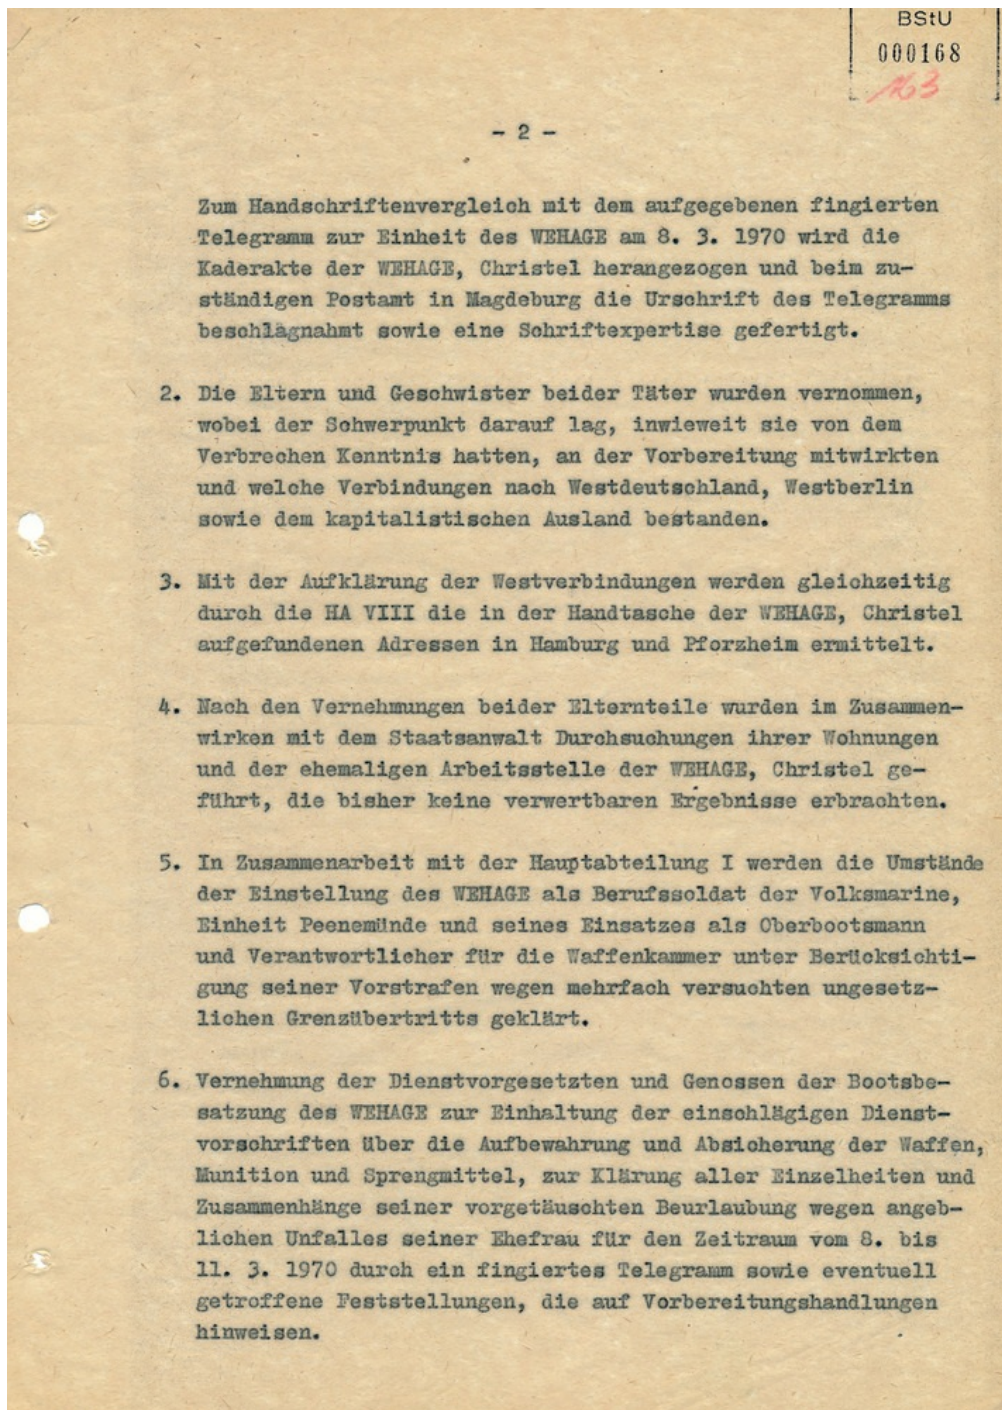 BStU
000168
163
- 2 -
Zum Handschriftenvergleich mit dem aufgegebenen fingierten
Telegramm zur Einheit des WEHAGE am 8. 3. 1970 wird die
Kaderakte der WEHAGE, Christel herangezogen und beim zu-
ständigen Postamt in Magdeburg die Urschrift des Telegramms
beschlagnahmt sowie eine Schriftexpertise gefertigt.
2. Die Eltern und Geschwister beider Täter wurden vernommen,
wobei der Schwerpunkt darauf lag, inwieweit sie von dem
Verbrechen Kenntnis hatten, an der Vorbereitung mitwirkten
und welche Verbindungen nach Westdeutschland, Westberlin
sowie dem kapitalistischen Ausland bestanden.
3. Mit der Aufklärung der Westverbindungen werden gleichzeitig
durch die HA VIII die in der Handtasche der WEHAGE, Christel
aufgefundenen Adressen in Hamburg und Pforzheim ermittelt.
4. Nach den Vernehmungen beider Elternteile wurden im Zusammen-
wirken mit dem Staatsanwalt Durchsuchungen ihrer Wohnungen
und der ehemaligen Arbeitsstelle der WEHAGE, Christel ge-
führt, die bisher keine verwertbaren Ergebnisse erbrachten.
5. In Zusammenarbeit mit der Hauptabteilung I werden die Umstände
der Einstellung des WEHAGE als Berufssoldat der Volksmarine,
Einheit Peenemünde und seines Einsatzes als Oberbootsmann
und Verantwortlicher für die Waffenkammer unter Berücksichti-
gung seiner Vorstrafen wegen mehrfach versuchten ungesetz-
lichen Grenzübertritts geklärt.
6. Vernehmung der Dienstvorgesetzten und Genossen der Bootsbe-
satzung des WEHAGE zur Einhaltung der einschlägigen Dienst-
vorschriften über die Aufbewahrung und Absicherung der Waffen,
Munition und Sprengmittel, zur Klärung aller Einzelheiten und
Zusammenhänge seiner vorgetäuschten Beurlaubung wegen angeb-
lichen Unfalles seiner Ehefrau für den Zeitraum vom 8. bis
11. 3. 1970 durch ein fingiertes Telegramm sowie eventuell
getroffene Feststellungen, die auf Vorbereitungshandlungen
hinweisen.